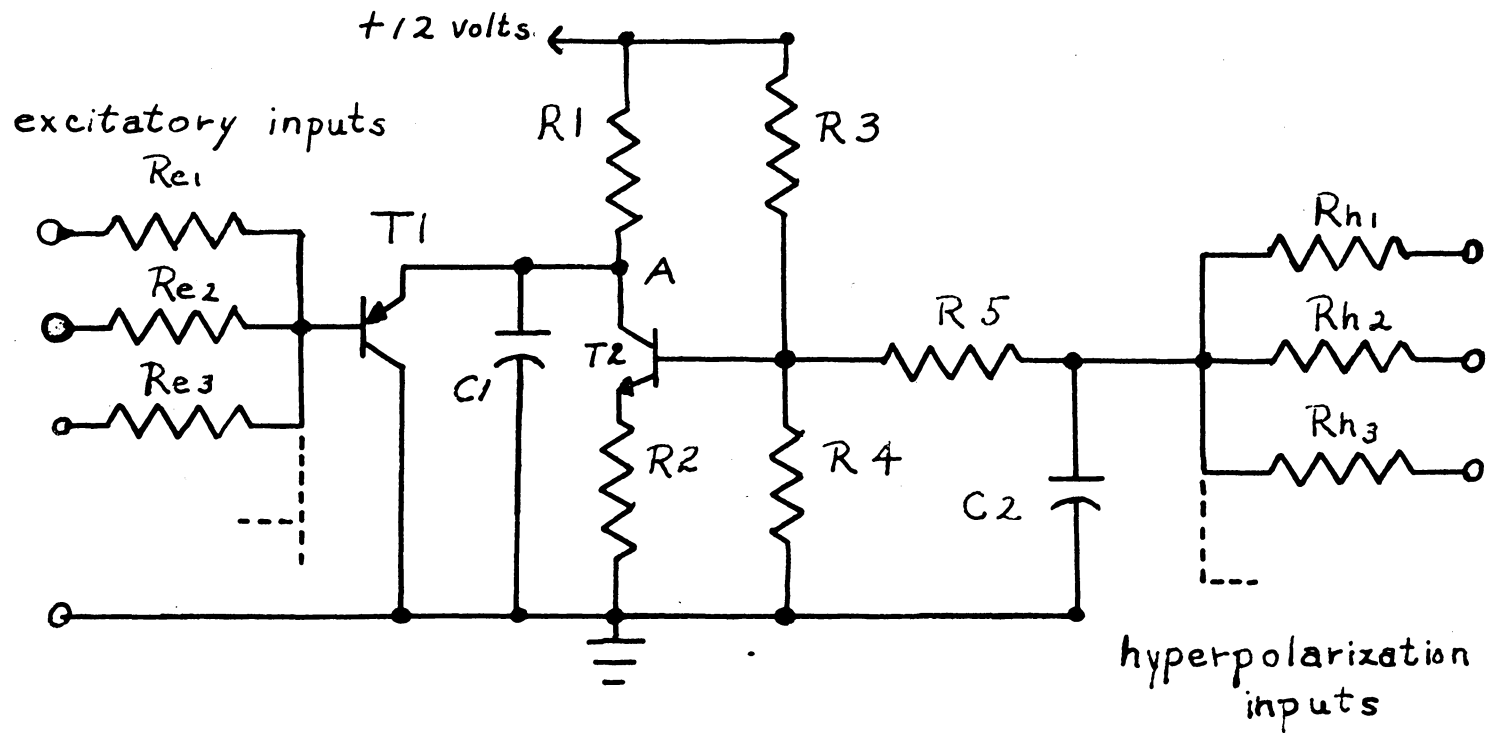 +12 volts
excitatory inputs
R1
R3
Re1
T1
Rh1
A
Re2
R5
Rh2
T2
Re3
C1
Rh3
R2
R4
C2
hyperpolarization
inputs